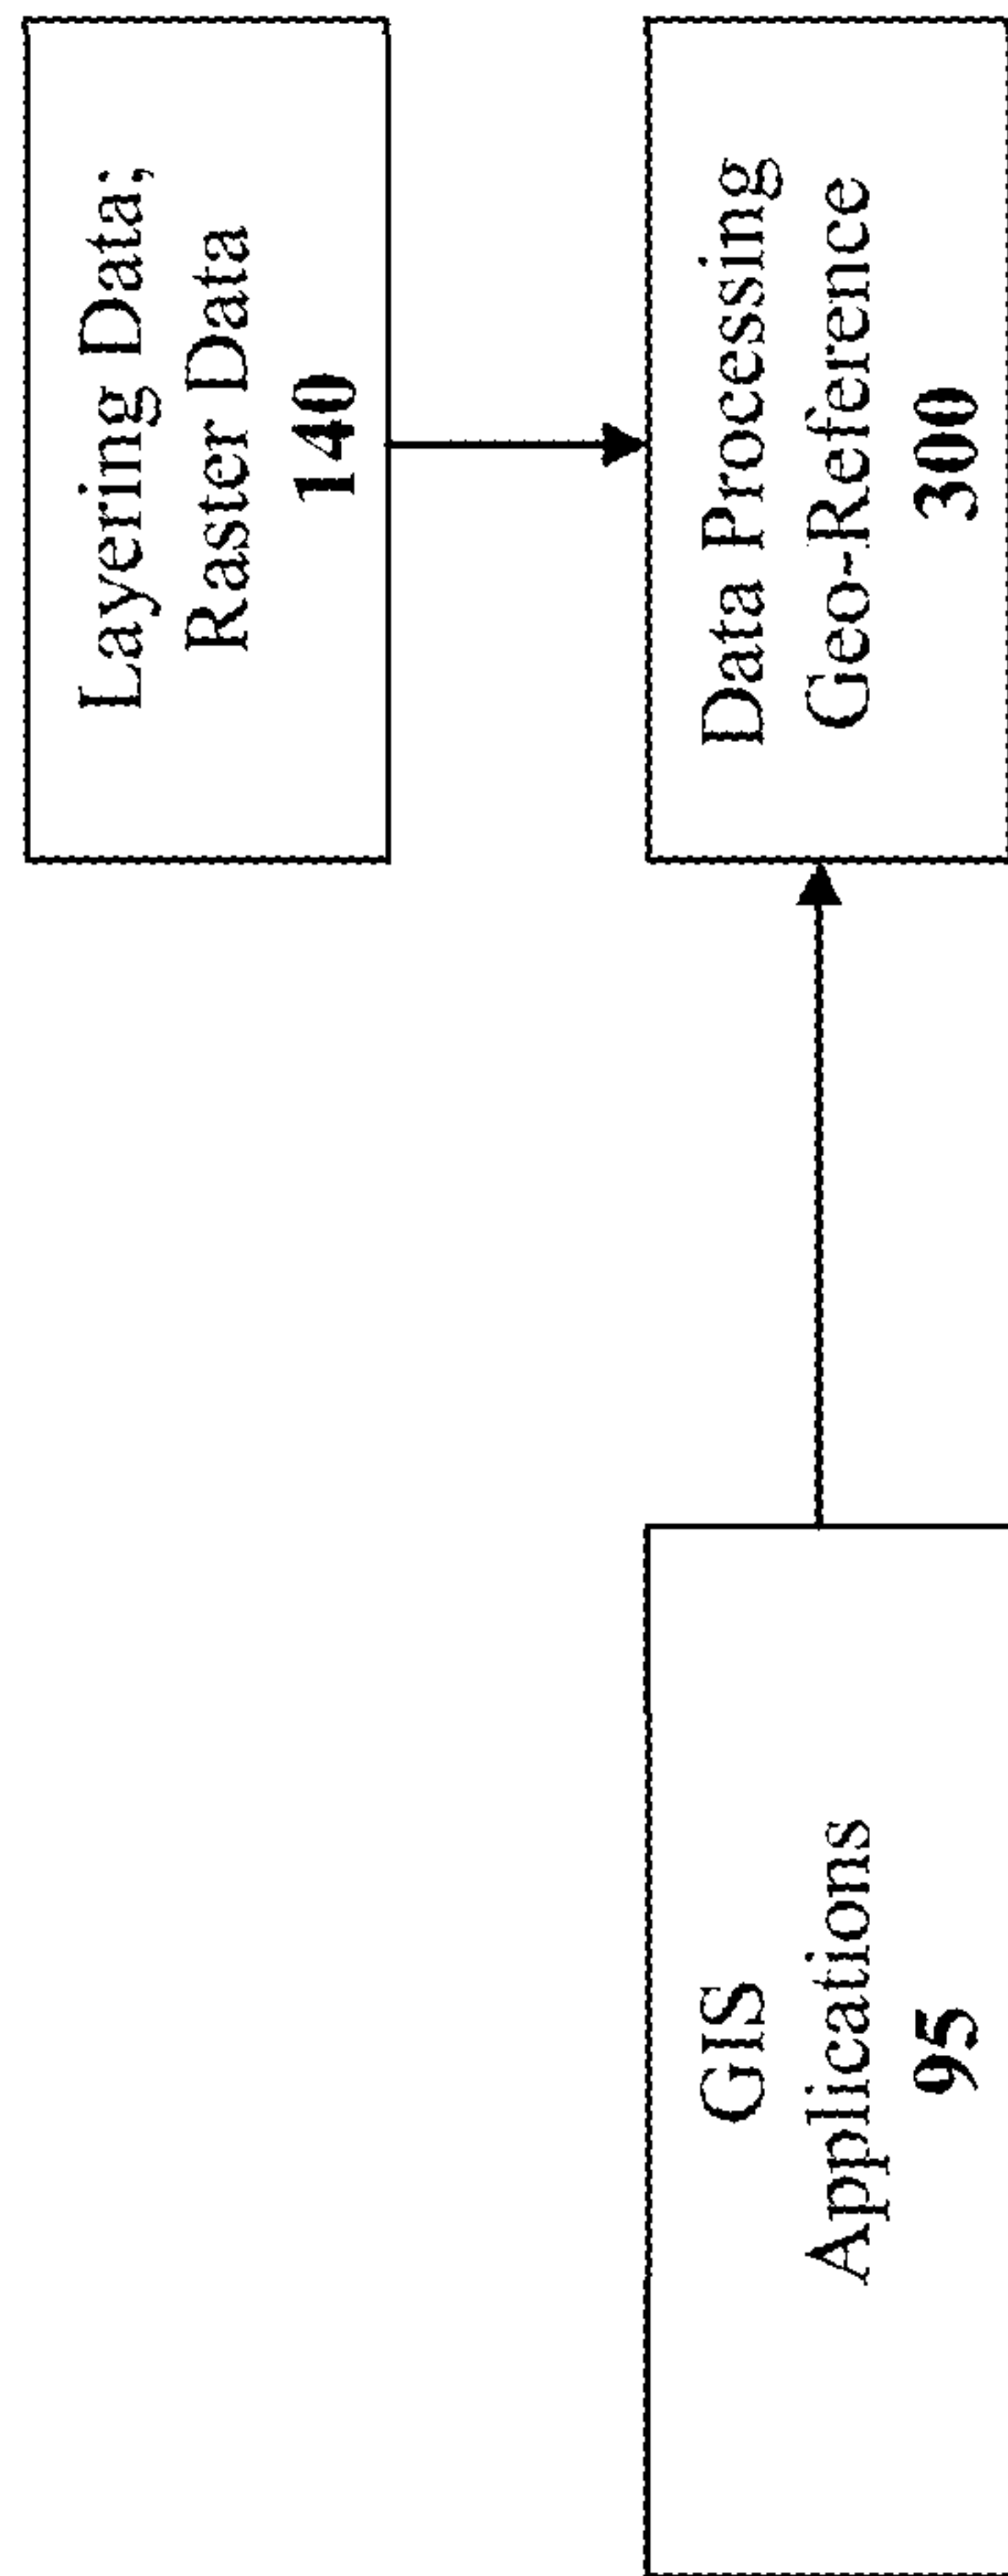 Layering Data;
Raster Data
140
GIS
Applications
95
Data Processing
Geo-Reference
300